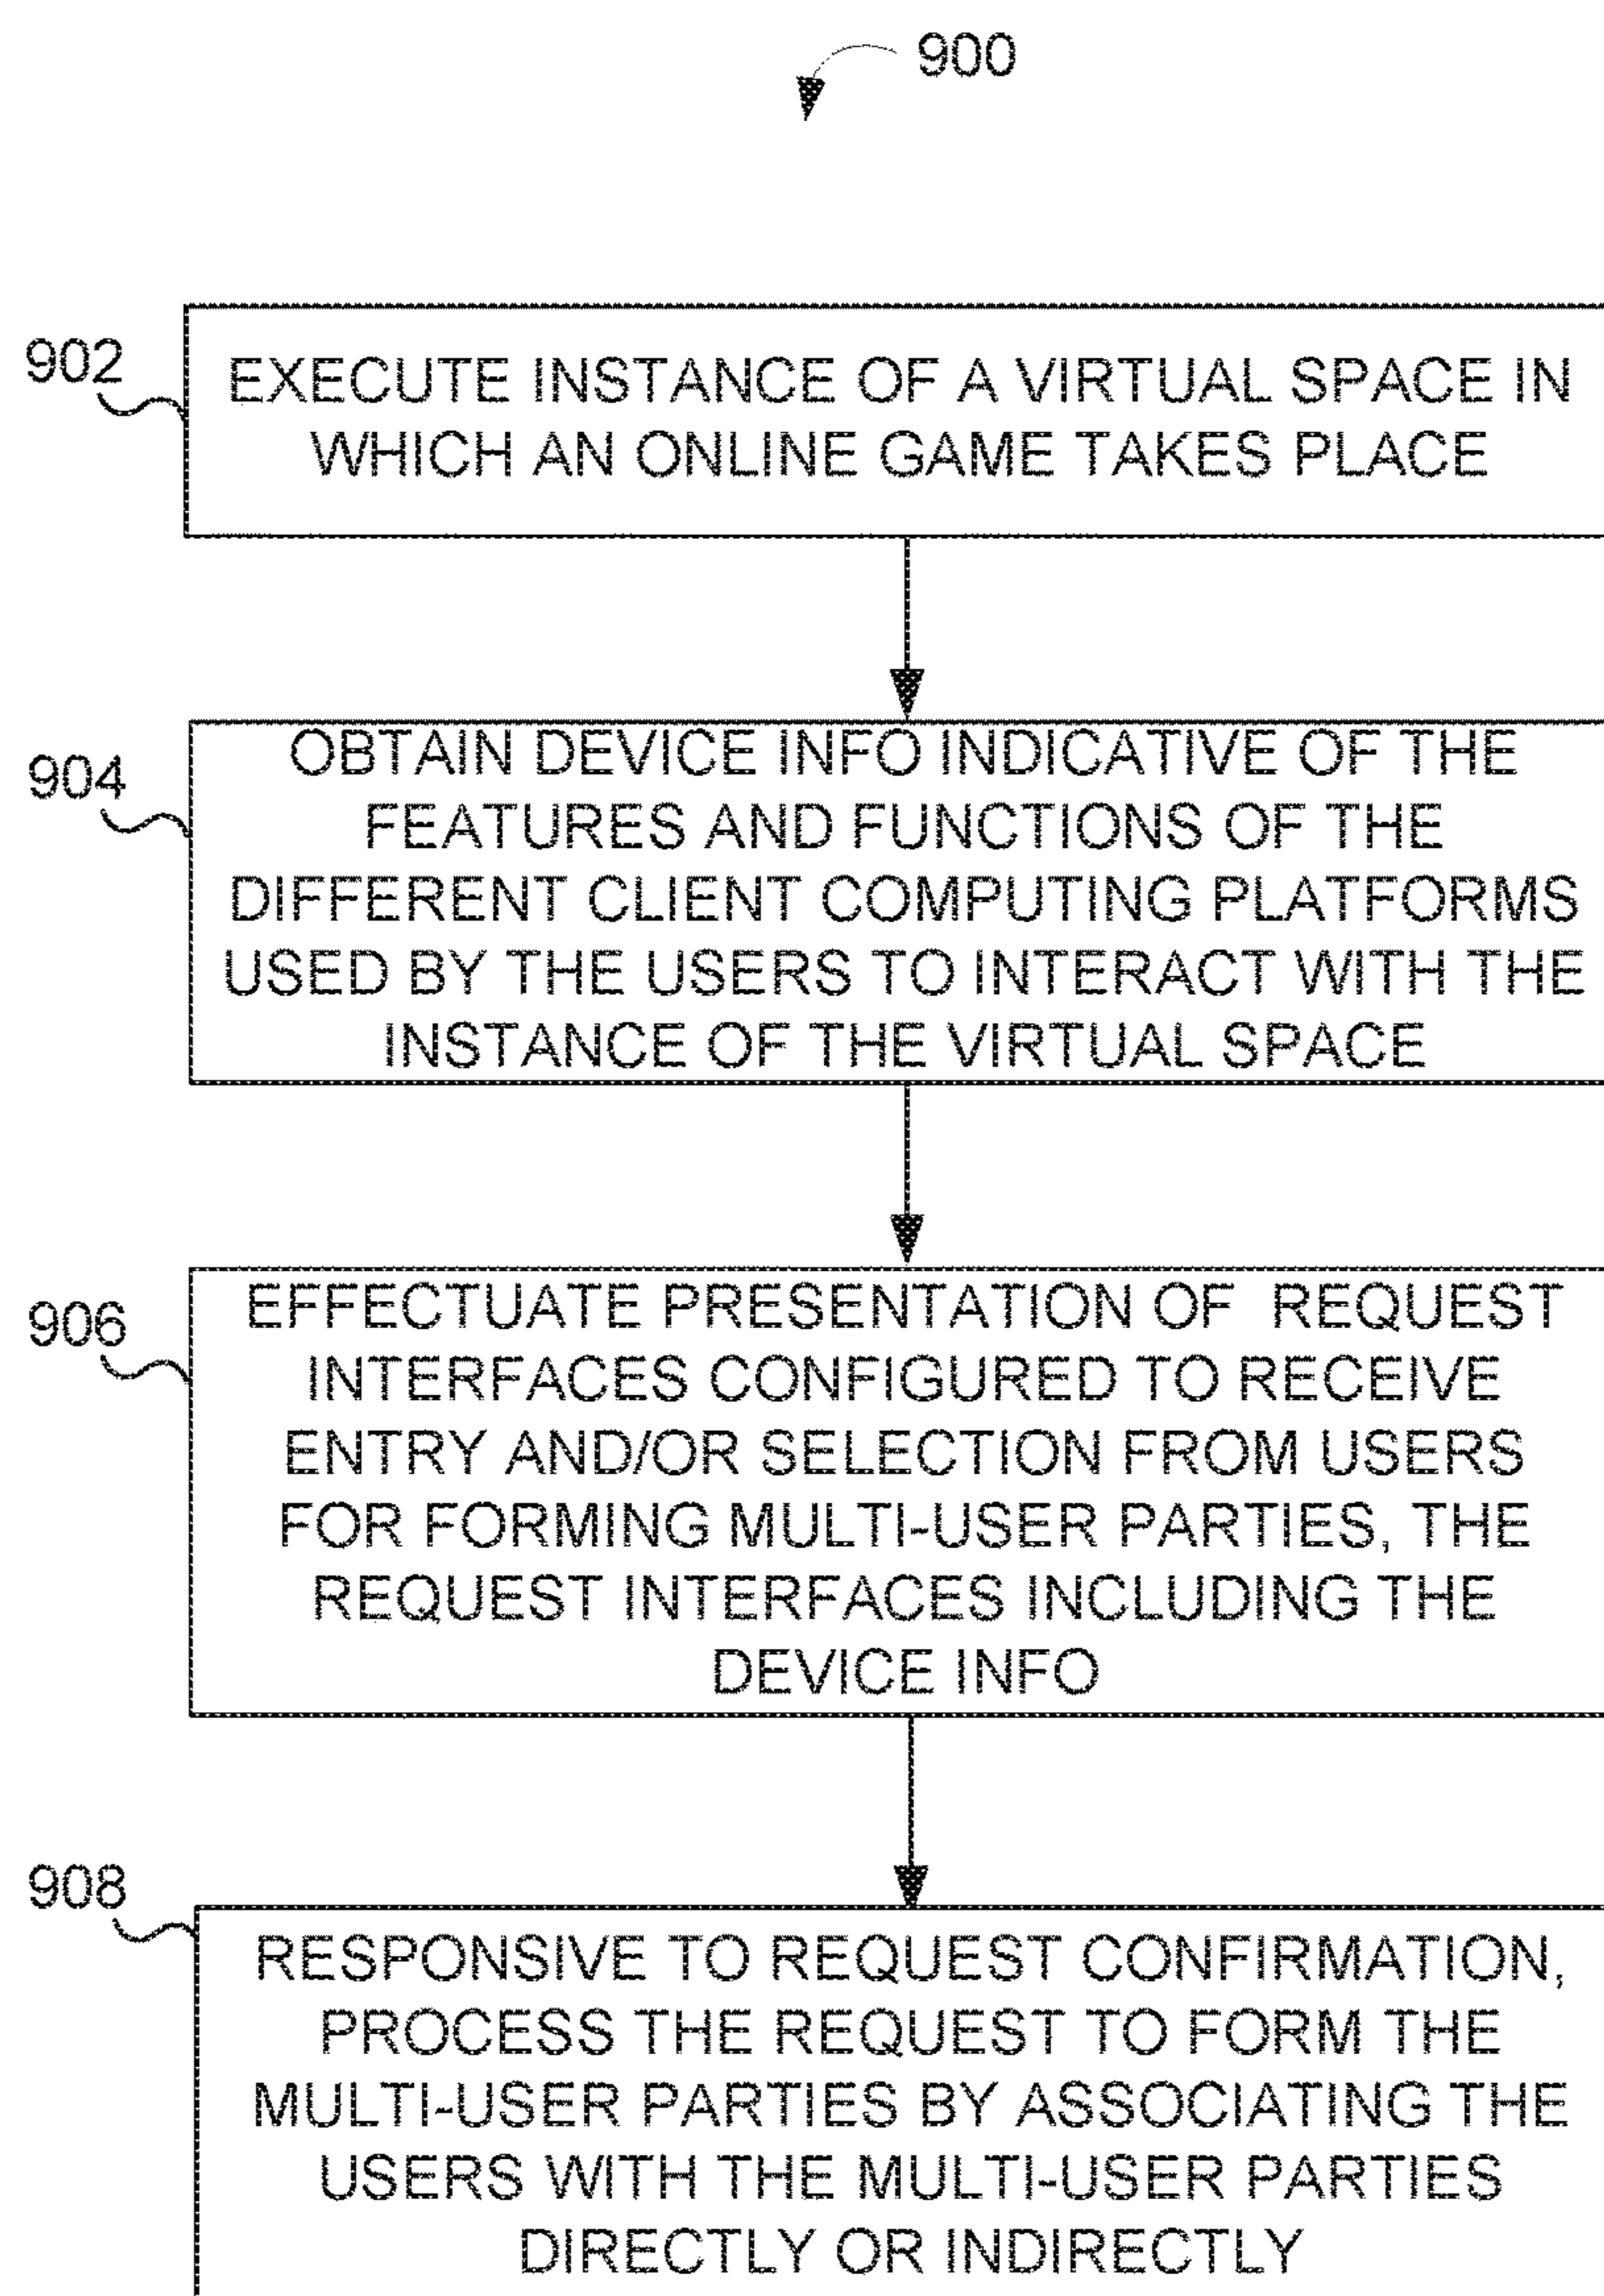 900
902
EXECUTE INSTANCE OF A VIRTUAL SPACE IN
WHICH AN ONLINE GAME TAKES PLACE
904
OBTAIN DEVICE INFO INDICATIVE OF THE
FEATURES AND FUNCTIONS OF THE
DIFFERENT CLIENT COMPUTING PLATFORMS
USED BY THE USERS TO INTERACT WITH THE
INSTANCE OF THE VIRTUAL SPACE
906
EFFECTUATE PRESENTATION OF REQUEST
INTERFACES CONFIGURED TO RECEIVE
ENTRY AND/OR SELECTION FROM USERS
FOR FORMING MULTI-USER PARTIES, THE
REQUEST INTERFACES INCLUDING THE
DEVICE INFO
908
RESPONSIVE TO REQUEST CONFIRMATION,
PROCESS THE REQUEST TO FORM THE
MULTI-USER PARTIES BY ASSOCIATING THE
USERS WITH THE MULTI-USER PARTIES
DIRECTLY OR INDIRECTLY